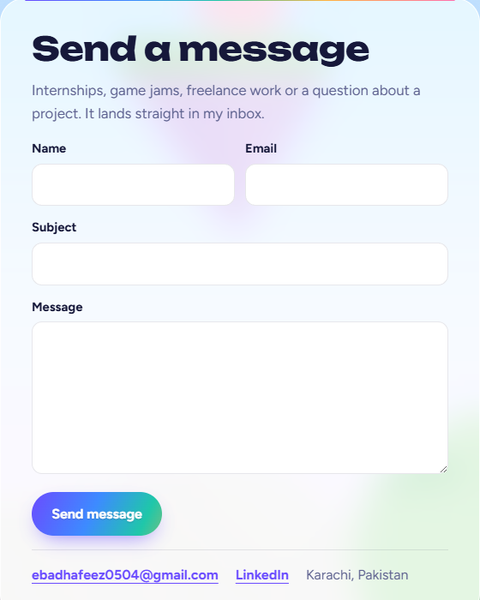 Send a message
Internships, game jams, freelance work or a question about a
project. It lands straight in my inbox.
Name Email
Subject
Message
Send message
ebadhafeez0504@gmail.com LinkedIn Karachi, Pakistan